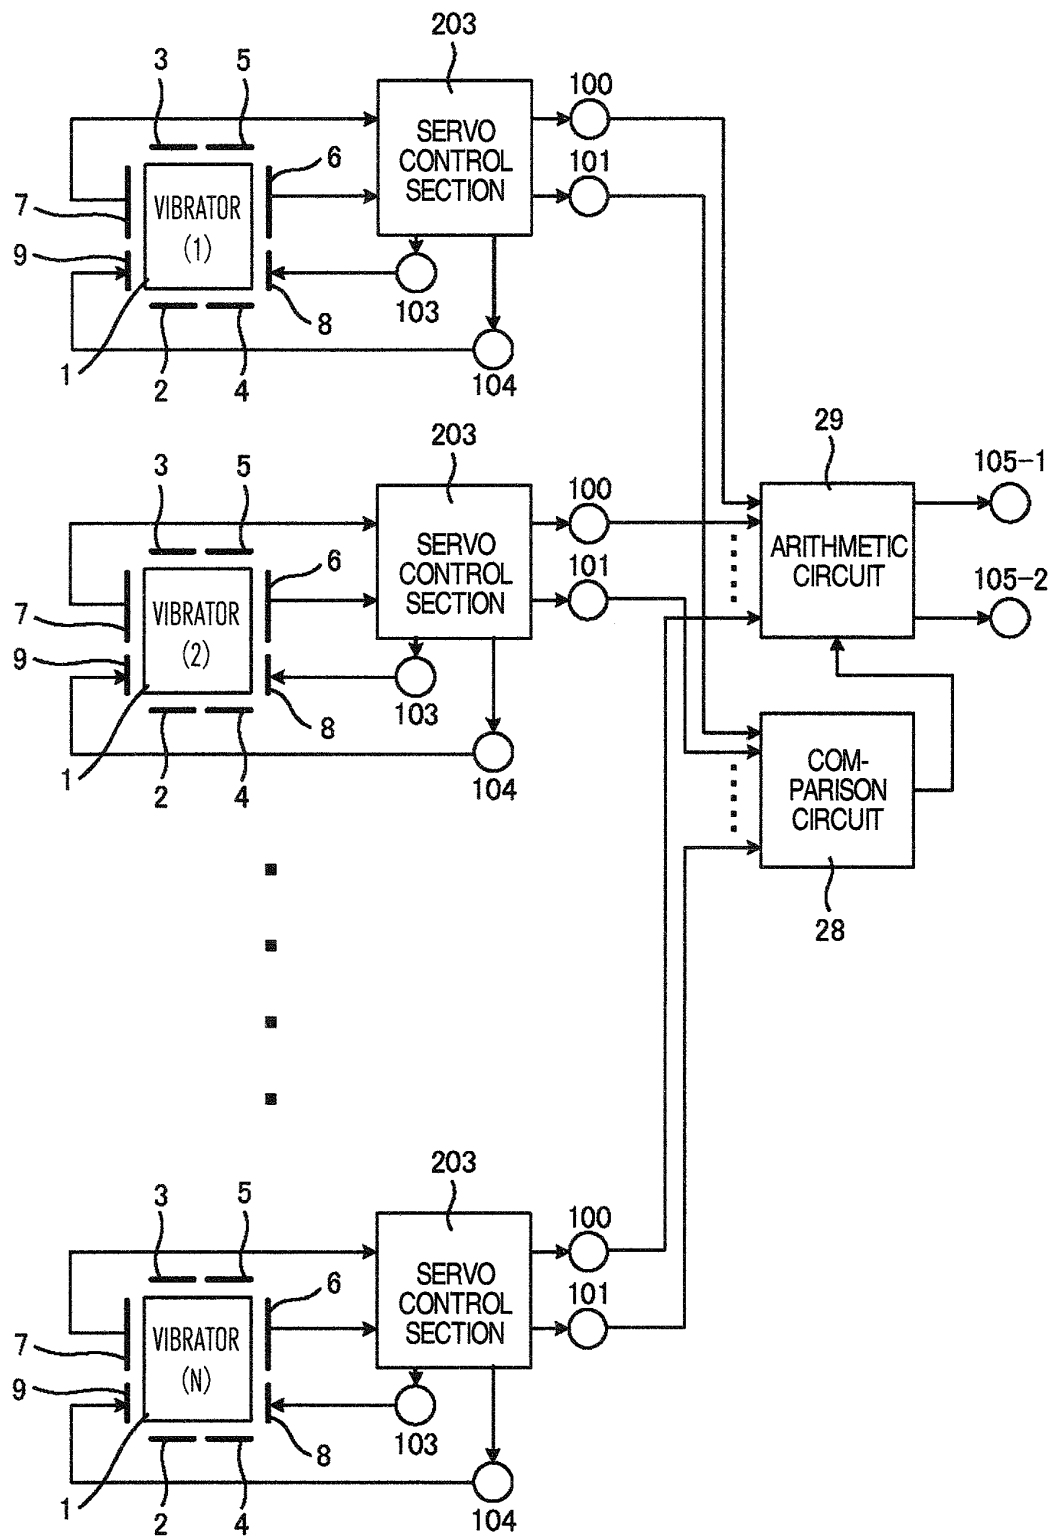 203
3
5
100
SERVO
CONTROL
SECTION
6
101
VIBRATOR
(1)
7
9
103
8
1
2
4
104
203
29
105-1
3
5
100
SERVO
CONTROL
SECTION
ARITHMETIC
CIRCUIT
6
101
105-2
VIBRATOR
(2)
7
9
103
8
1
2
4
104
COM-
PARISON
CIRCUIT
28
203
3
5
100
SERVO
CONTROL
SECTION
6
101
VIBRATOR
(N)
7
9
103
8
1
2
4
104